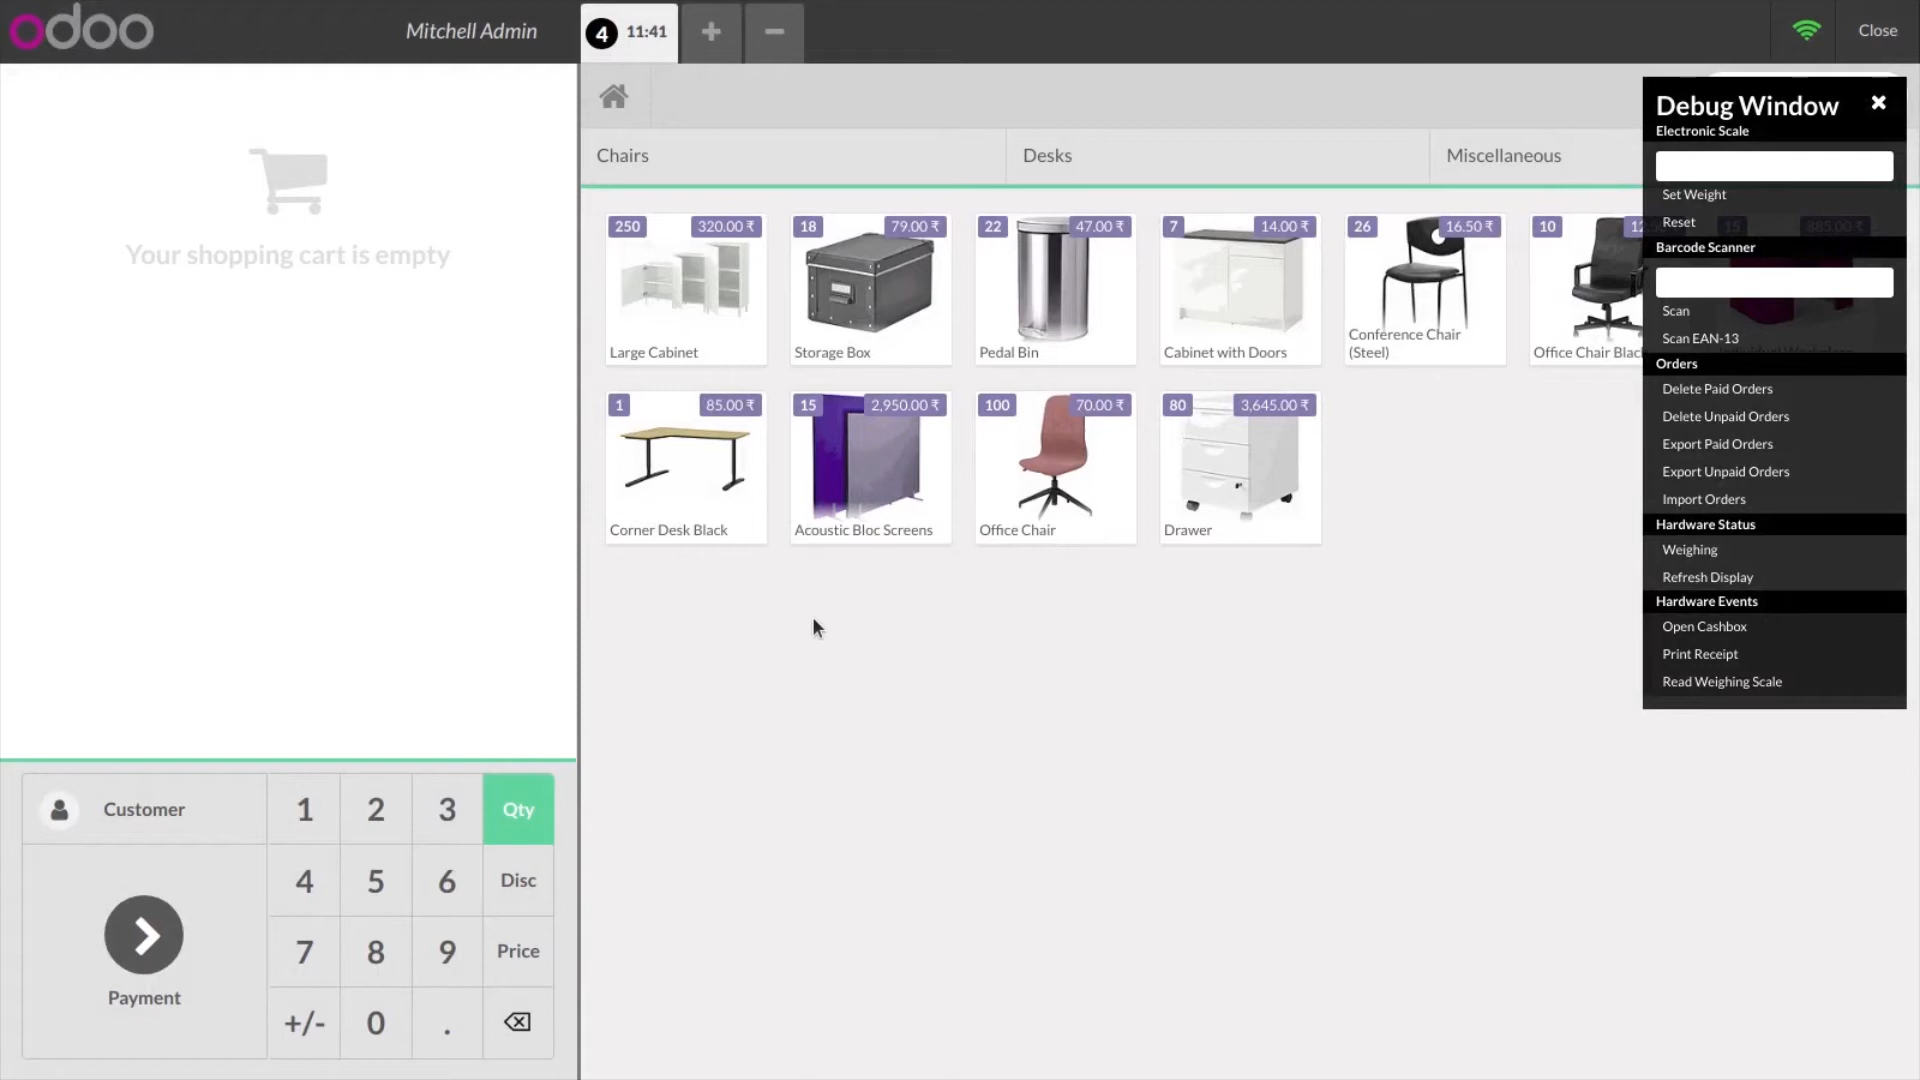 odoo
Mitchell Admin
4 11:41
+
−
Close
Your shopping cart is empty
Chairs
Desks
Miscellaneous
250 320.00 ₹
Large Cabinet
18 79.00 ₹
Storage Box
22 47.00 ₹
Pedal Bin
7 14.00 ₹
Cabinet with Doors
26 16.50 ₹
Conference Chair
(Steel)
10
Office Chair Black
15 885.00 ₹
1 85.00 ₹
Corner Desk Black
15 2,950.00 ₹
Acoustic Bloc Screens
100 70.00 ₹
Office Chair
80 3,645.00 ₹
Drawer
Debug Window
Electronic Scale
Set Weight
Reset
Barcode Scanner
Scan
Scan EAN-13
Orders
Delete Paid Orders
Delete Unpaid Orders
Export Paid Orders
Export Unpaid Orders
Import Orders
Hardware Status
Weighing
Refresh Display
Hardware Events
Open Cashbox
Print Receipt
Read Weighing Scale
Customer
Payment
1 2 3 Qty
4 5 6 Disc
7 8 9 Price
+/- 0 .